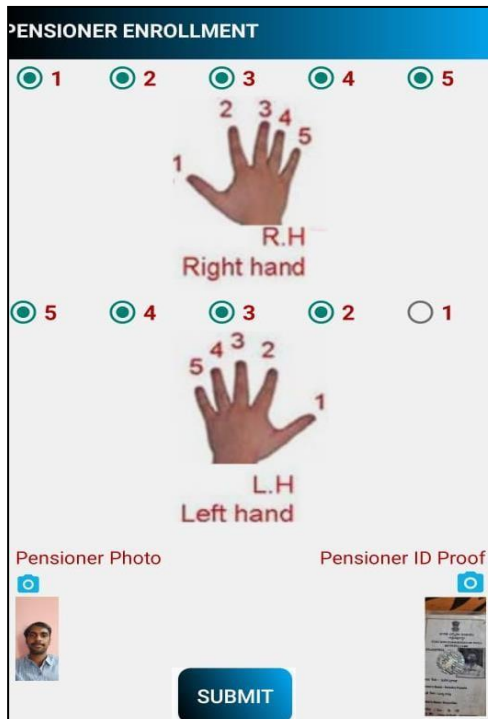 PENSIONER ENROLLMENT
1 2 3 4 5
2 3 4 5
1
R.H
Right hand
5 4 3 2 1
5 4 3 2
1
L.H
Left hand
Pensioner Photo Pensioner ID Proof
SUBMIT